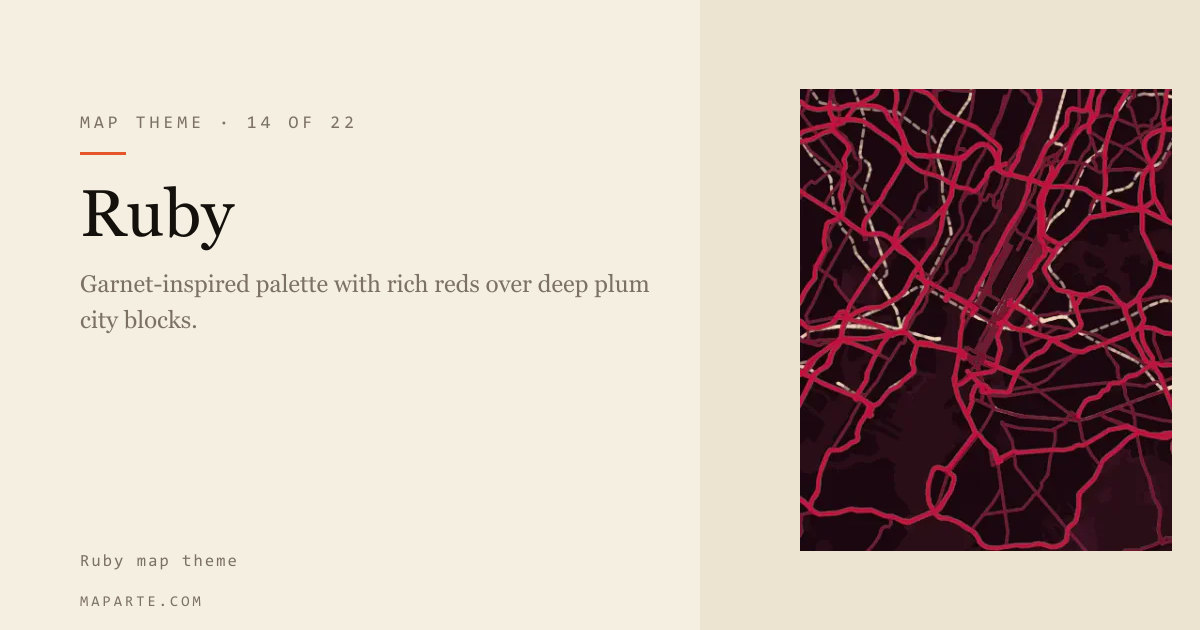 MAP THEME · 14 OF 22
Ruby
Garnet-inspired palette with rich reds over deep plum
city blocks.
Ruby map theme
MAPARTE.COM